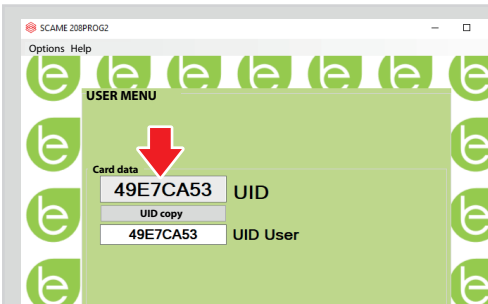 SCAME 208PROG2
Options Help
USER MENU
Card data
49E7CA53 UID
UID copy
49E7CA53 UID User